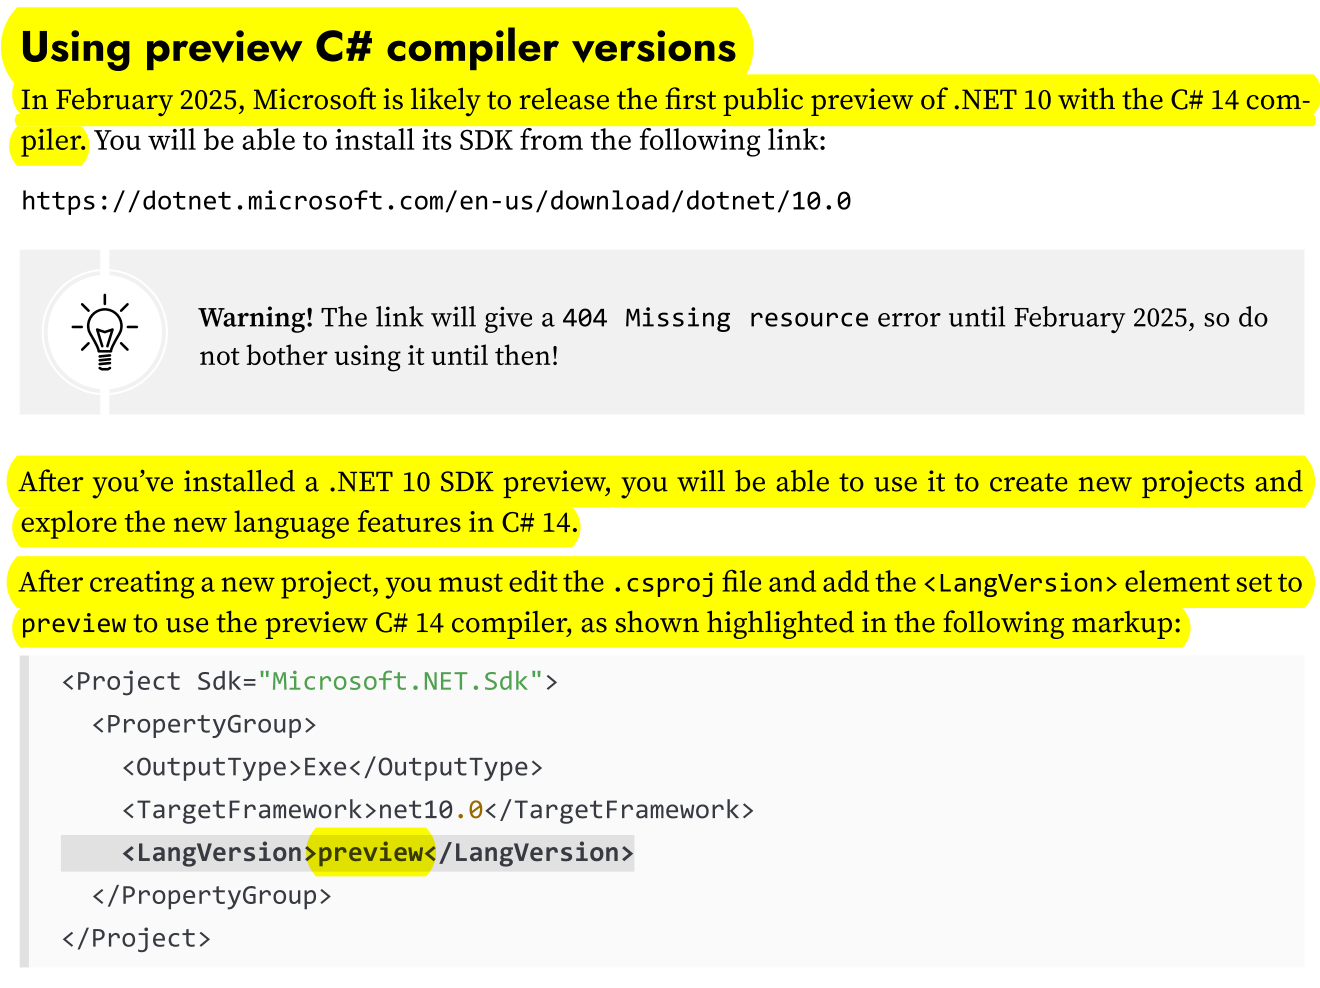 Using preview C# compiler versions
In February 2025, Microsoft is likely to release the first public preview of .NET 10 with the C# 14 com-
piler. You will be able to install its SDK from the following link:
https://dotnet.microsoft.com/en-us/download/dotnet/10.0
Warning! The link will give a 404 Missing resource error until February 2025, so do
not bother using it until then!
After you’ve installed a .NET 10 SDK preview, you will be able to use it to create new projects and
explore the new language features in C# 14.
After creating a new project, you must edit the .csproj file and add the <LangVersion> element set to
preview to use the preview C# 14 compiler, as shown highlighted in the following markup:
<Project Sdk="Microsoft.NET.Sdk">
  <PropertyGroup>
    <OutputType>Exe</OutputType>
    <TargetFramework>net10.0</TargetFramework>
    <LangVersion>preview</LangVersion>
  </PropertyGroup>
</Project>